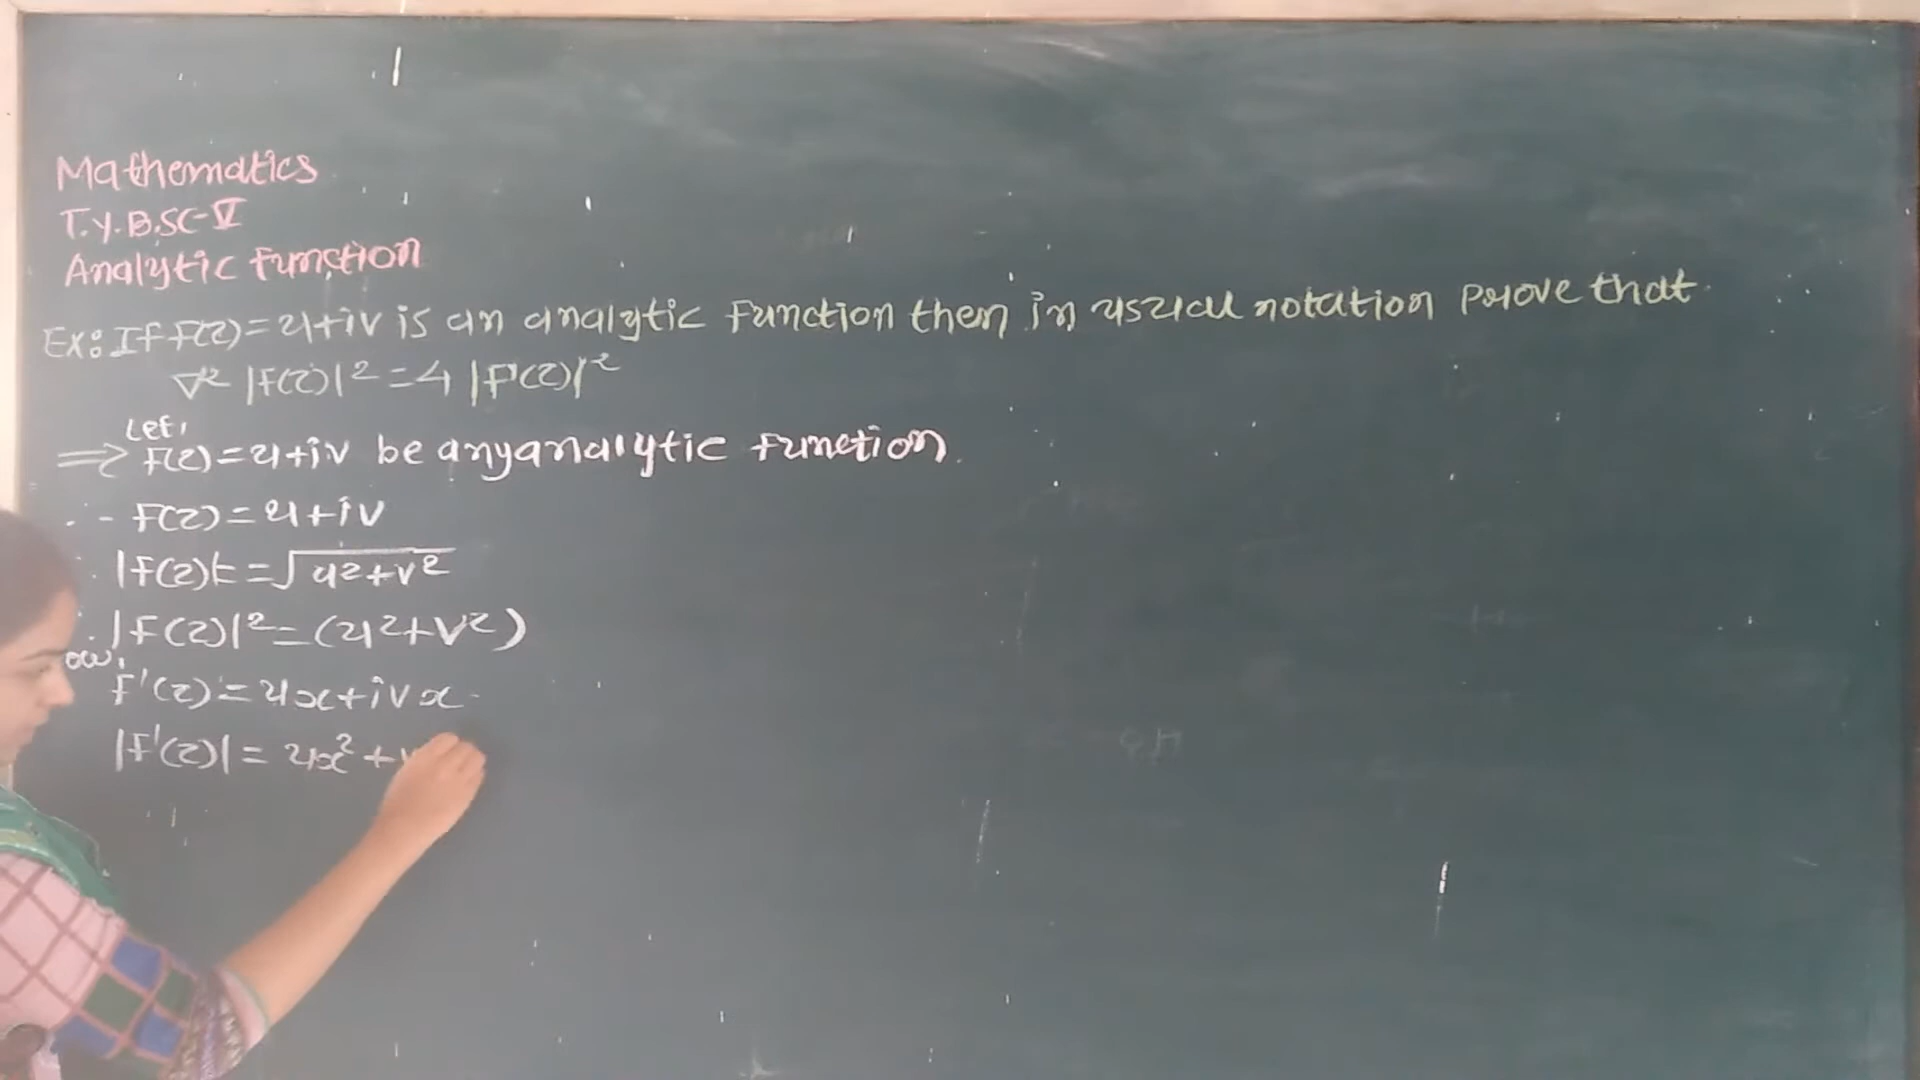 Mathematics
T.Y.B.SC-V
Analytic Function
Ex: If F(z)=u+iv is an analytic Function then in usual notation prove that
∇² |F(z)|²=4 |F'(z)|²
Let,
⇒ F(z)=u+iv be any analytic Function.
∴ F(z)=u+iv
∴ |F(z)|==√u²+v²
∴ |F(z)|²=(u²+v²)
ow,
F'(z)=ux+ivx
|F'(z)|= ux²+v